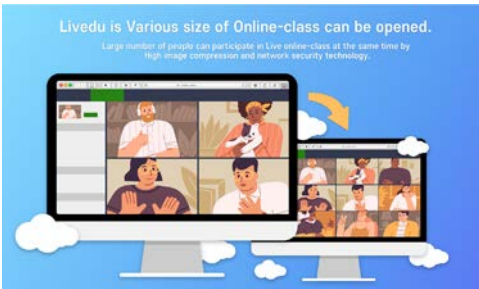 Livedu is Various size of Online-class can be opened.
Large number of people can participate in Live online-class at the same time by
high image compression and network security technology.